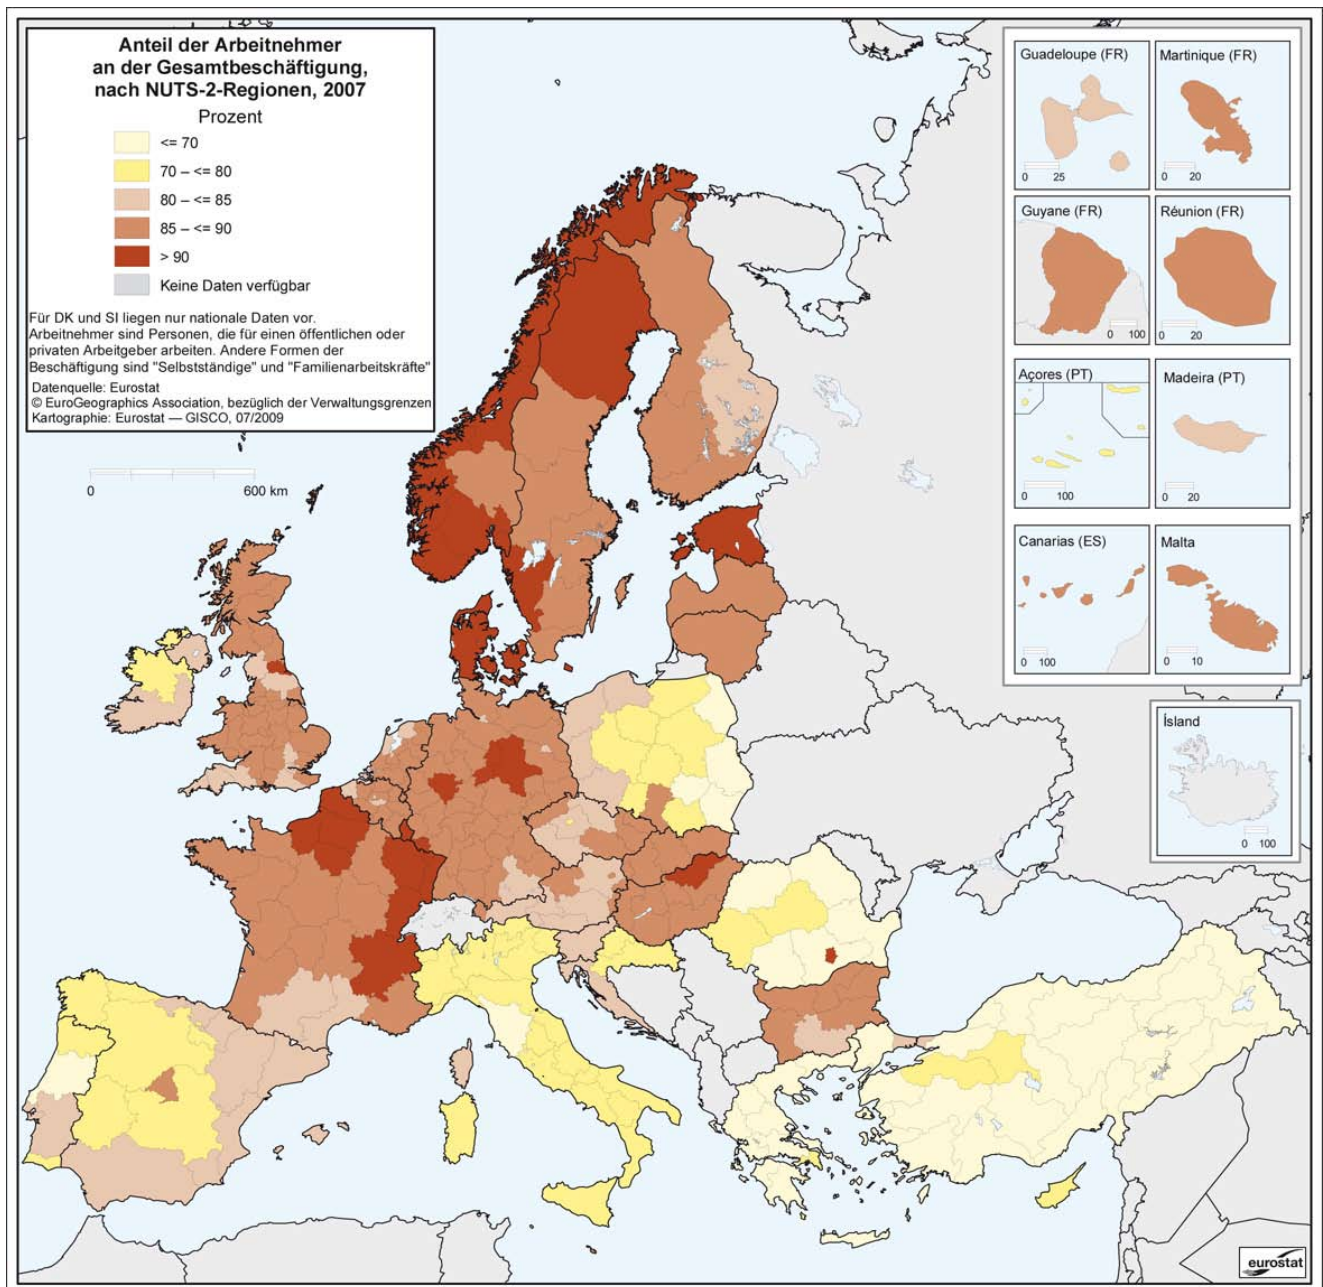 Anteil der Arbeitnehmer
an der Gesamtbeschäftigung,
nach NUTS-2-Regionen, 2007
Prozent
<= 70
70 – <= 80
80 – <= 85
85 – <= 90
> 90
Keine Daten verfügbar
Für DK und SI liegen nur nationale Daten vor.
Arbeitnehmer sind Personen, die für einen öffentlichen oder
privaten Arbeitgeber arbeiten. Andere Formen der
Beschäftigung sind "Selbstständige" und "Familienarbeitskräfte"
Datenquelle: Eurostat
© EuroGeographics Association, bezüglich der Verwaltungsgrenzen
Kartographie: Eurostat — GISCO, 07/2009
0 600 km
Guadeloupe (FR)
0 25
Martinique (FR)
0 20
Guyane (FR)
0 100
Réunion (FR)
0 20
Açores (PT)
0 100
Madeira (PT)
0 20
Canarias (ES)
0 100
Malta
0 10
Ísland
0 100
eurostat